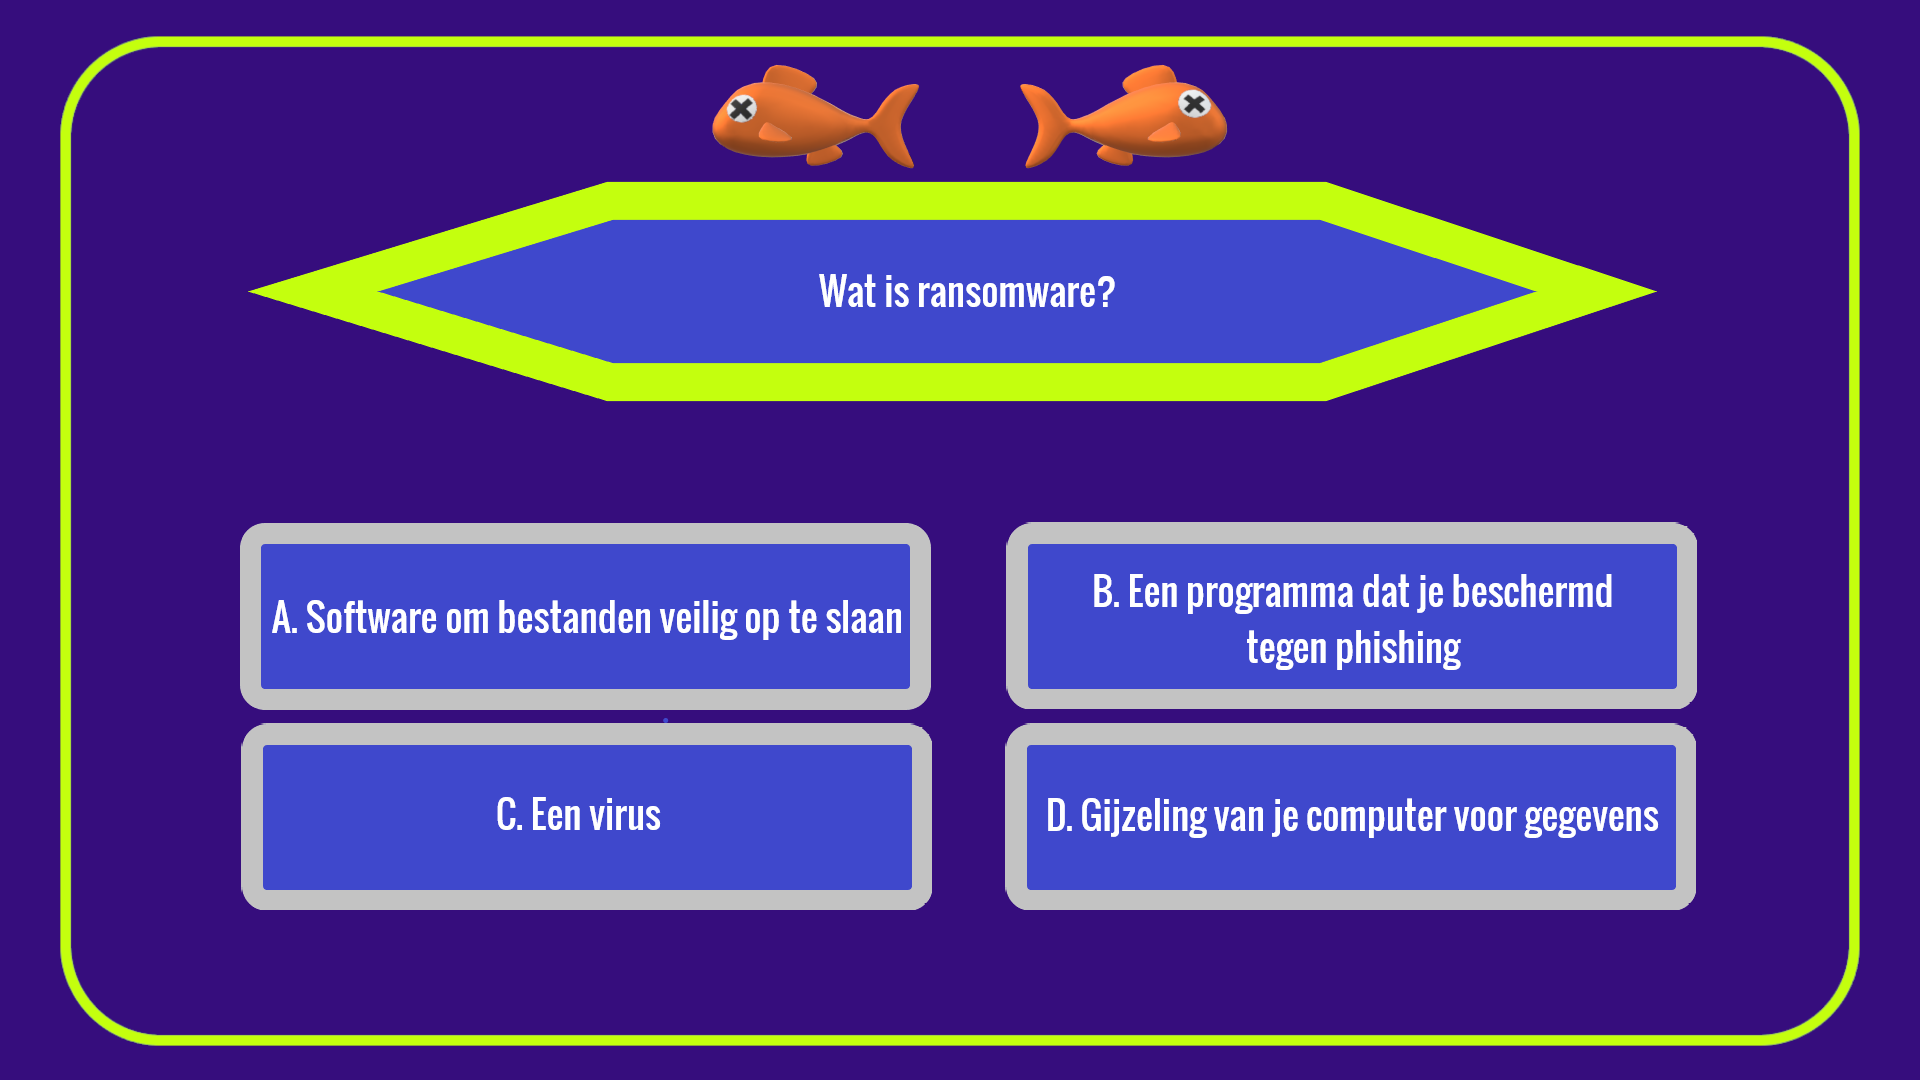 Wat is ransomware?
A. Software om bestanden veilig op te slaan
B. Een programma dat je beschermd
tegen phishing
C. Een virus
D. Gijzeling van je computer voor gegevens